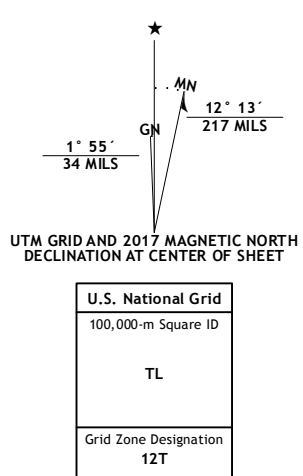 ★
MN
12° 13´
217 MILS
GN
1° 55´
34 MILS
UTM GRID AND 2017 MAGNETIC NORTH
DECLINATION AT CENTER OF SHEET
U.S. National Grid
100,000-m Square ID
TL
Grid Zone Designation
12T